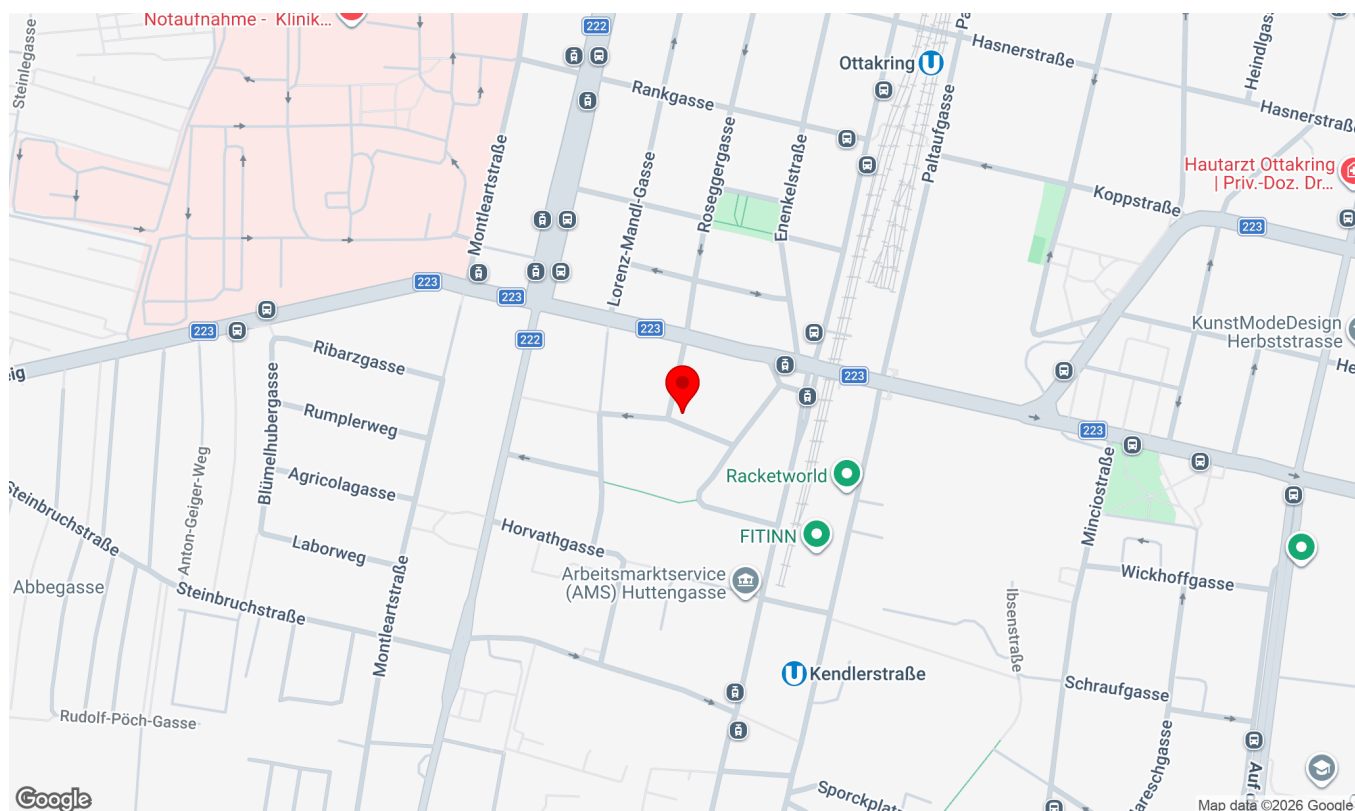 Notaufnahme - Klinik...
222
Hasnerstraße
Heindlgasse
Steinlegasse
Ottakring
U
Rankgasse
Hasnerstraße
Paltaufgasse
Montleartstraße
Lorenz-Mandl-Gasse
Roseggergasse
Enenkelstraße
Hautarzt Ottakring
| Priv.-Doz. Dr...
Koppstraße
223
223
223
223
223
222
KunstModeDesign
Herbststrasse
Ribarzgasse
223
Blümelhubergasse
Rumplerweg
223
Anton-Geiger-Weg
Agricolagasse
Racketworld
Minciostraße
Steinbruchstraße
Horvathgasse
FITINN
Laborweg
Arbeitsmarktservice
(AMS) Huttengasse
Wickhoffgasse
Abbegasse
Steinbruchstraße
Montleartstraße
Ibsenstraße
U
Kendlerstraße
Schraufgasse
Rudolf-Pöch-Gasse
areschgasse
Auf
Sporckplatz
Google
Map data ©2026 Google